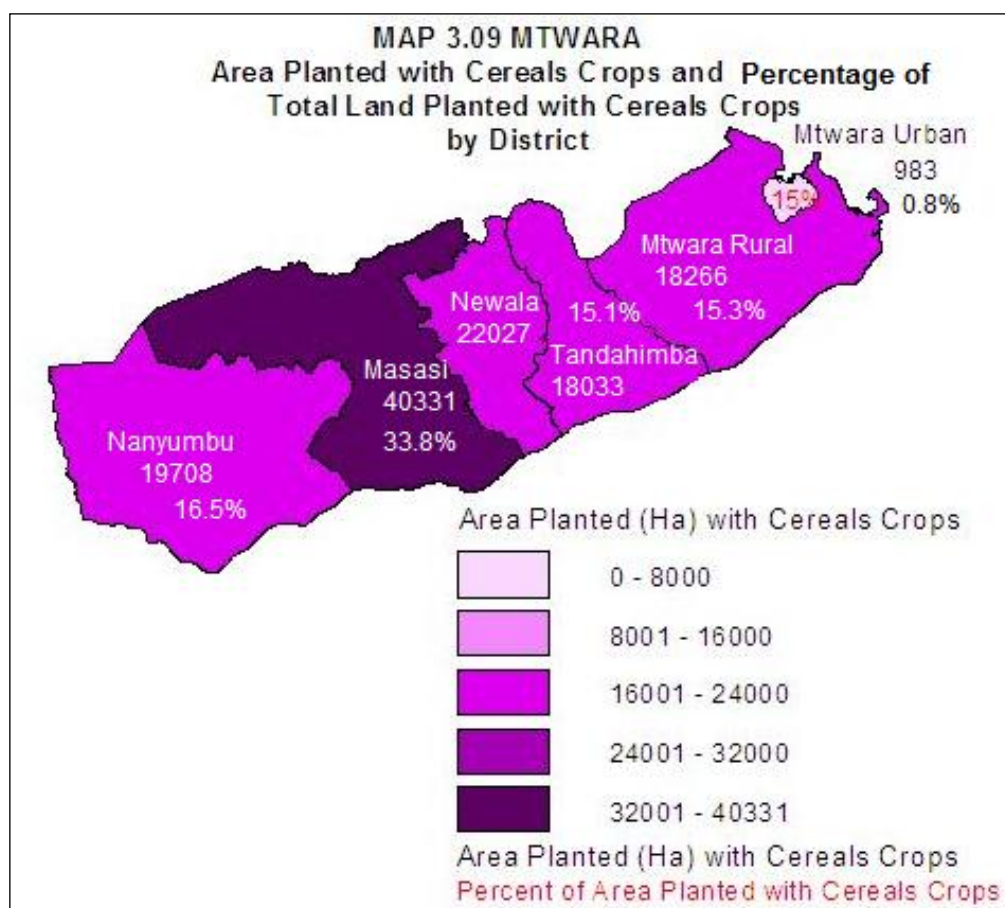 MAP 3.09 MTWARA
Area Planted with Cereals Crops and Percentage of
Total Land Planted with Cereals Crops
by District
Mtwara Urban
983
0.8%
15%
Mtwara Rural
18266
15.3%
Newala
22027
15.1%
Tandahimba
18033
Masasi
40331
33.8%
Nanyumbu
19708
16.5%
Area Planted (Ha) with Cereals Crops
0 - 8000
8001 - 16000
16001 - 24000
24001 - 32000
32001 - 40331
Area Planted (Ha) with Cereals Crops
Percent of Area Planted with Cereals Crops